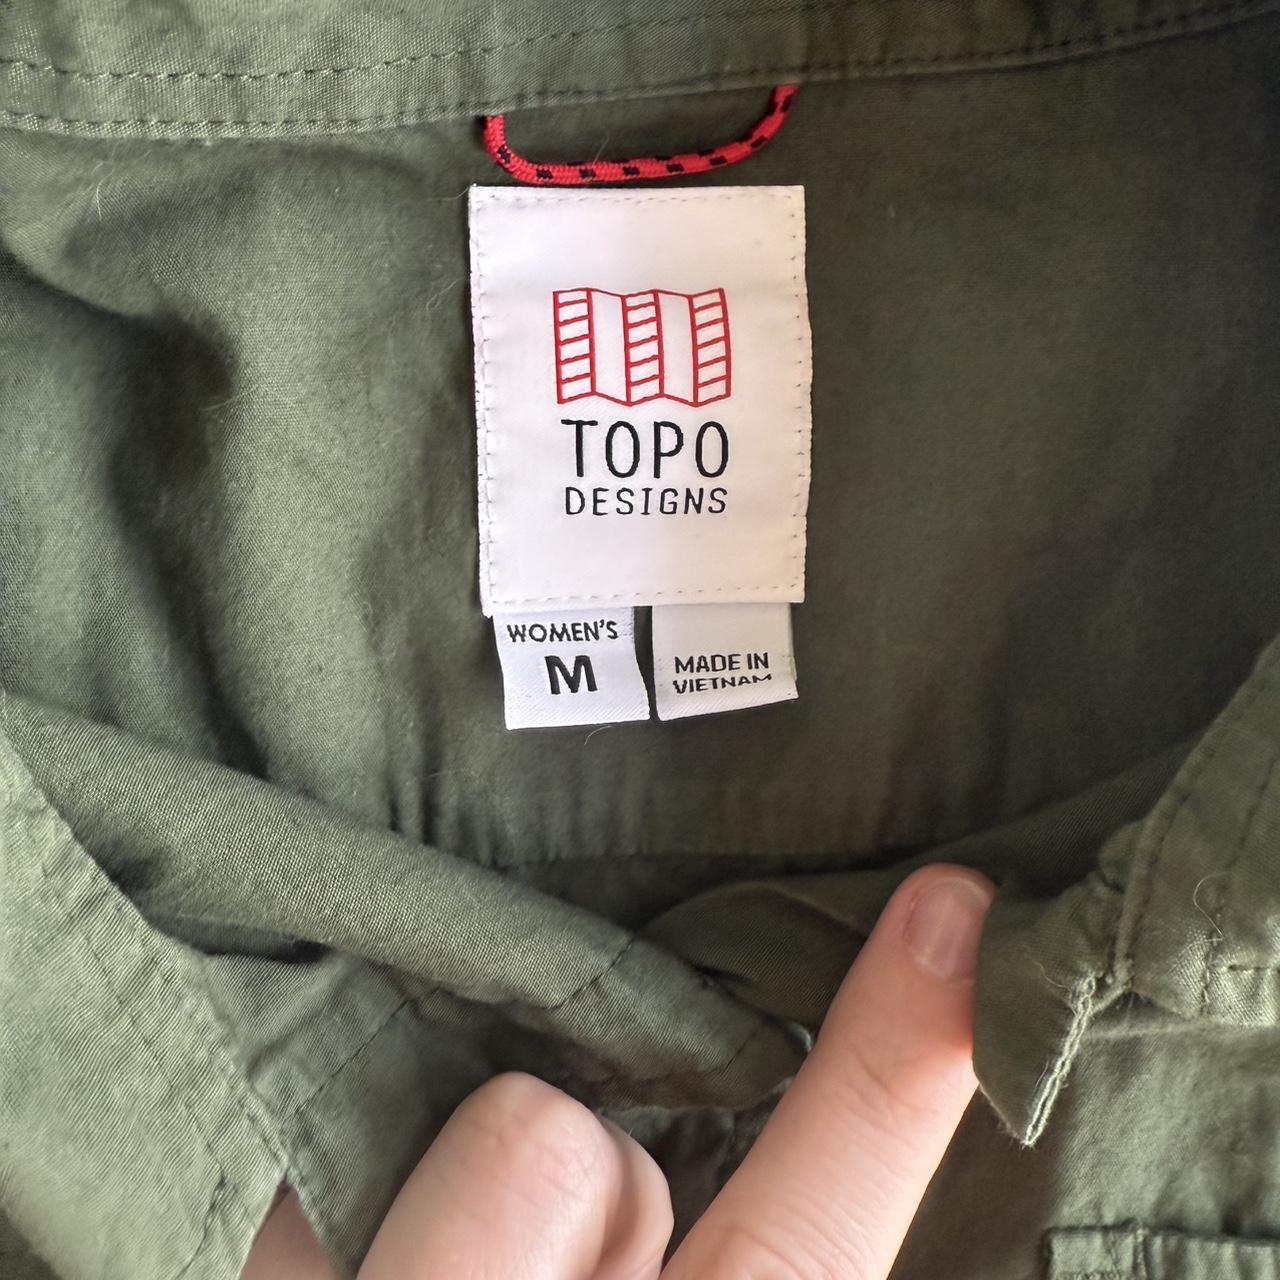 TOPO
DESIGNS
WOMEN'S
M
MADE IN
VIETNAM